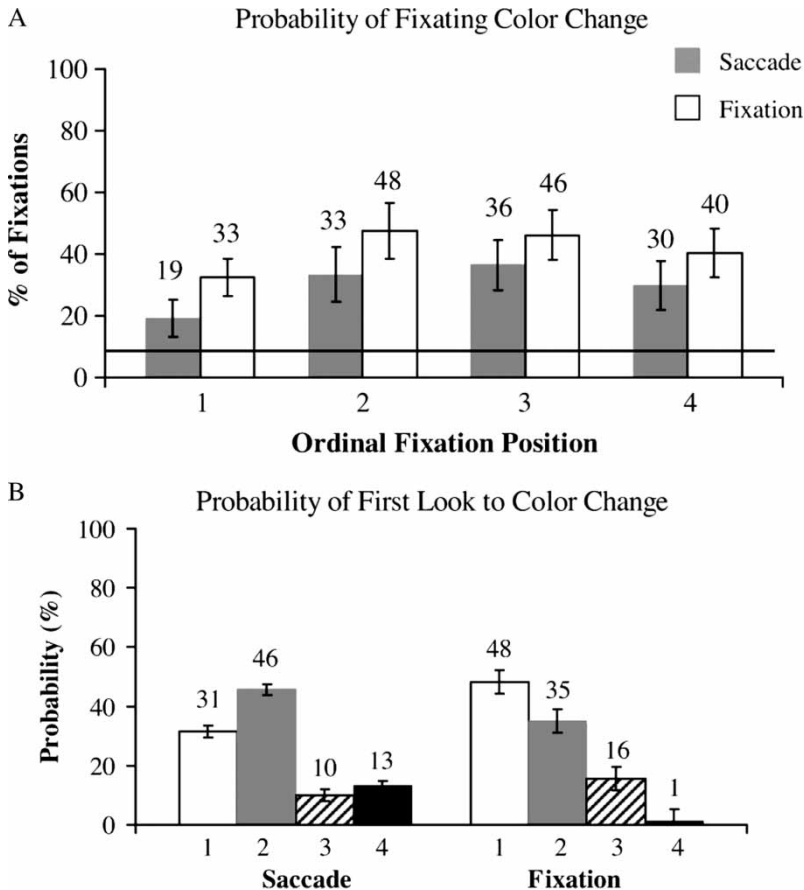 A
Probability of Fixating Color Change
Saccade
Fixation
% of Fixations
100
80
60
40
20
0
19
33
33
48
36
46
30
40
1
2
3
4
Ordinal Fixation Position
B
Probability of First Look to Color Change
Probability (%)
100
80
60
40
20
0
31
46
10
13
48
35
16
1
1 2 3 4
1 2 3 4
Saccade
Fixation